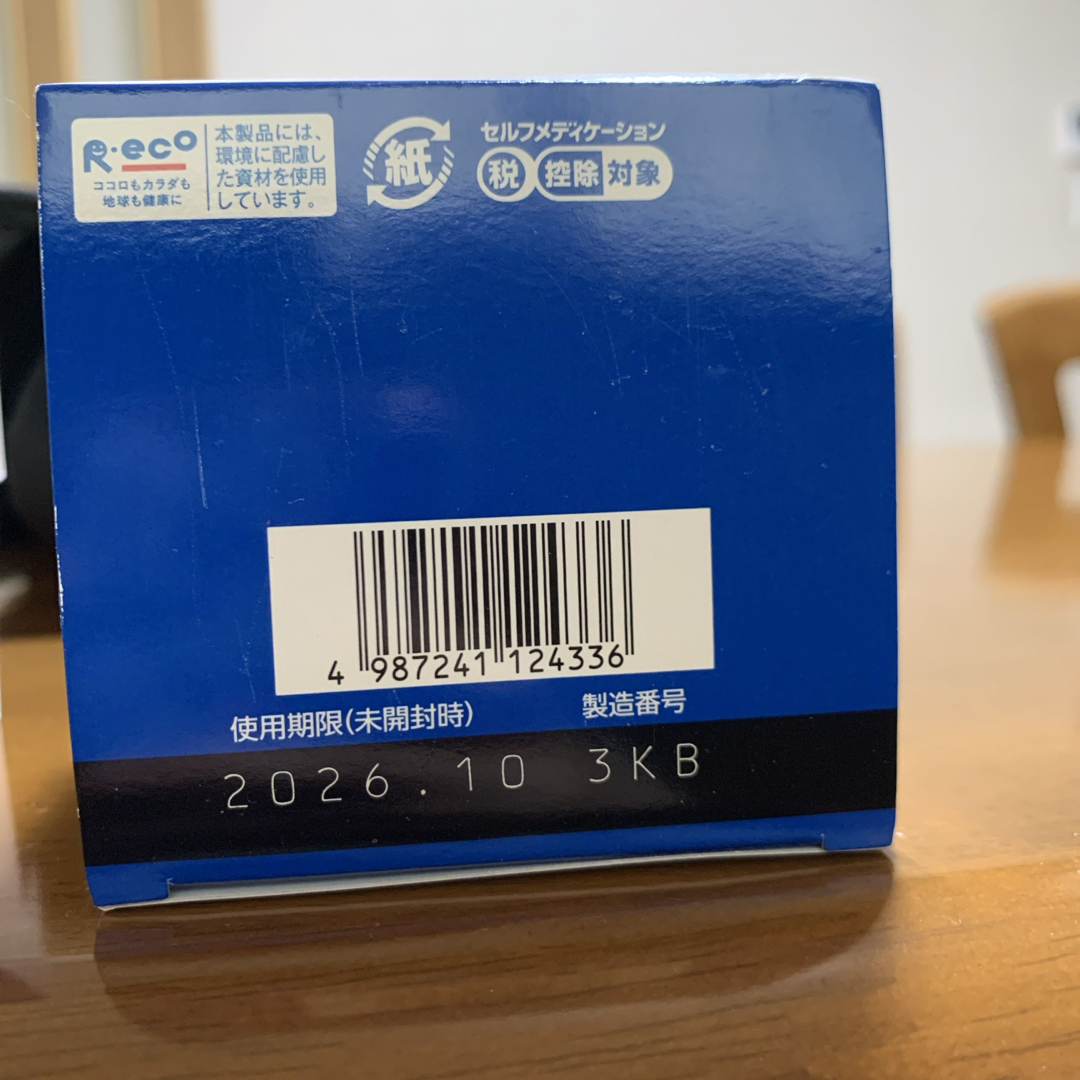 R・eco
ココロもカラダも
地球も健康に
本製品には、
環境に配慮し
た資材を使用
しています。
紙
セルフメディケーション
税 控除 対象
4 987241 124336
使用期限(未開封時)
製造番号
2026.10 3KB